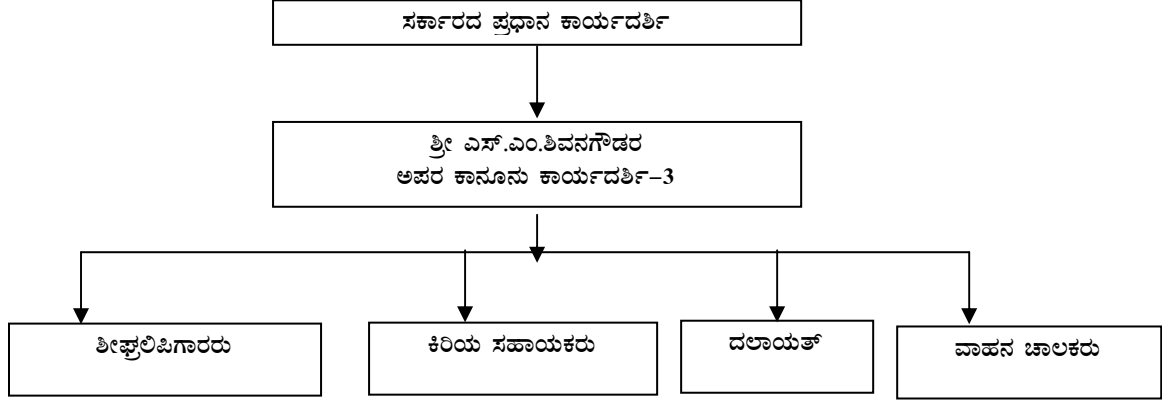 ಸರ್ಕಾರದ ಪ್ರಧಾನ ಕಾರ್ಯದರ್ಶಿ
ಶ್ರೀ ಎಸ್.ಎಂ.ಶಿವನಗೌಡರ
ಅಪರ ಕಾನೂನು ಕಾರ್ಯದರ್ಶಿ–3
ಶೀಘ್ರಲಿಪಿಗಾರರು
ಕಿರಿಯ ಸಹಾಯಕರು
ದಲಾಯತ್
ವಾಹನ ಚಾಲಕರು